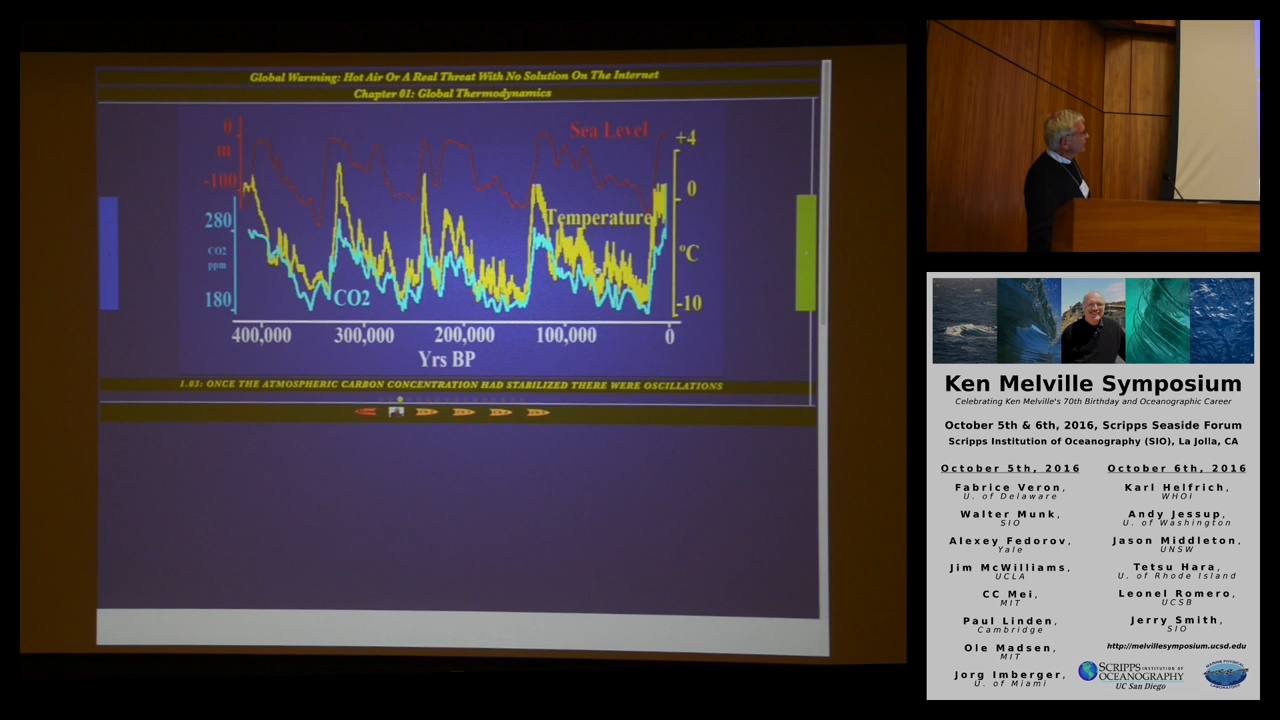 Global Warming: Hot Air Or A Real Threat With No Solution On The Internet
Chapter 01: Global Thermodynamics
0
m
-100
280
CO2
ppm
180
Sea Level
+4
0
Temperature
°C
-10
CO2
400,000
300,000
200,000
100,000
0
Yrs BP
1.03: ONCE THE ATMOSPHERIC CARBON CONCENTRATION HAD STABILIZED THERE WERE OSCILLATIONS
Ken Melville Symposium
Celebrating Ken Melville's 70th Birthday and Oceanographic Career
October 5th & 6th, 2016, Scripps Seaside Forum
Scripps Institution of Oceanography (SIO), La Jolla, CA
October 5th, 2016
Fabrice Veron,
U. of Delaware
Walter Munk,
SIO
Alexey Fedorov,
Yale
Jim McWilliams,
UCLA
CC Mei,
MIT
Paul Linden,
Cambridge
Ole Madsen,
MIT
Jorg Imberger,
U. of Miami
October 6th, 2016
Karl Helfrich,
WHOI
Andy Jessup,
U. of Washington
Jason Middleton,
UNSW
Tetsu Hara,
U. of Rhode Island
Leonel Romero,
UCSB
Jerry Smith,
SIO
http://melvillesymposium.ucsd.edu
SCRIPPS INSTITUTION OF
OCEANOGRAPHY
UC San Diego